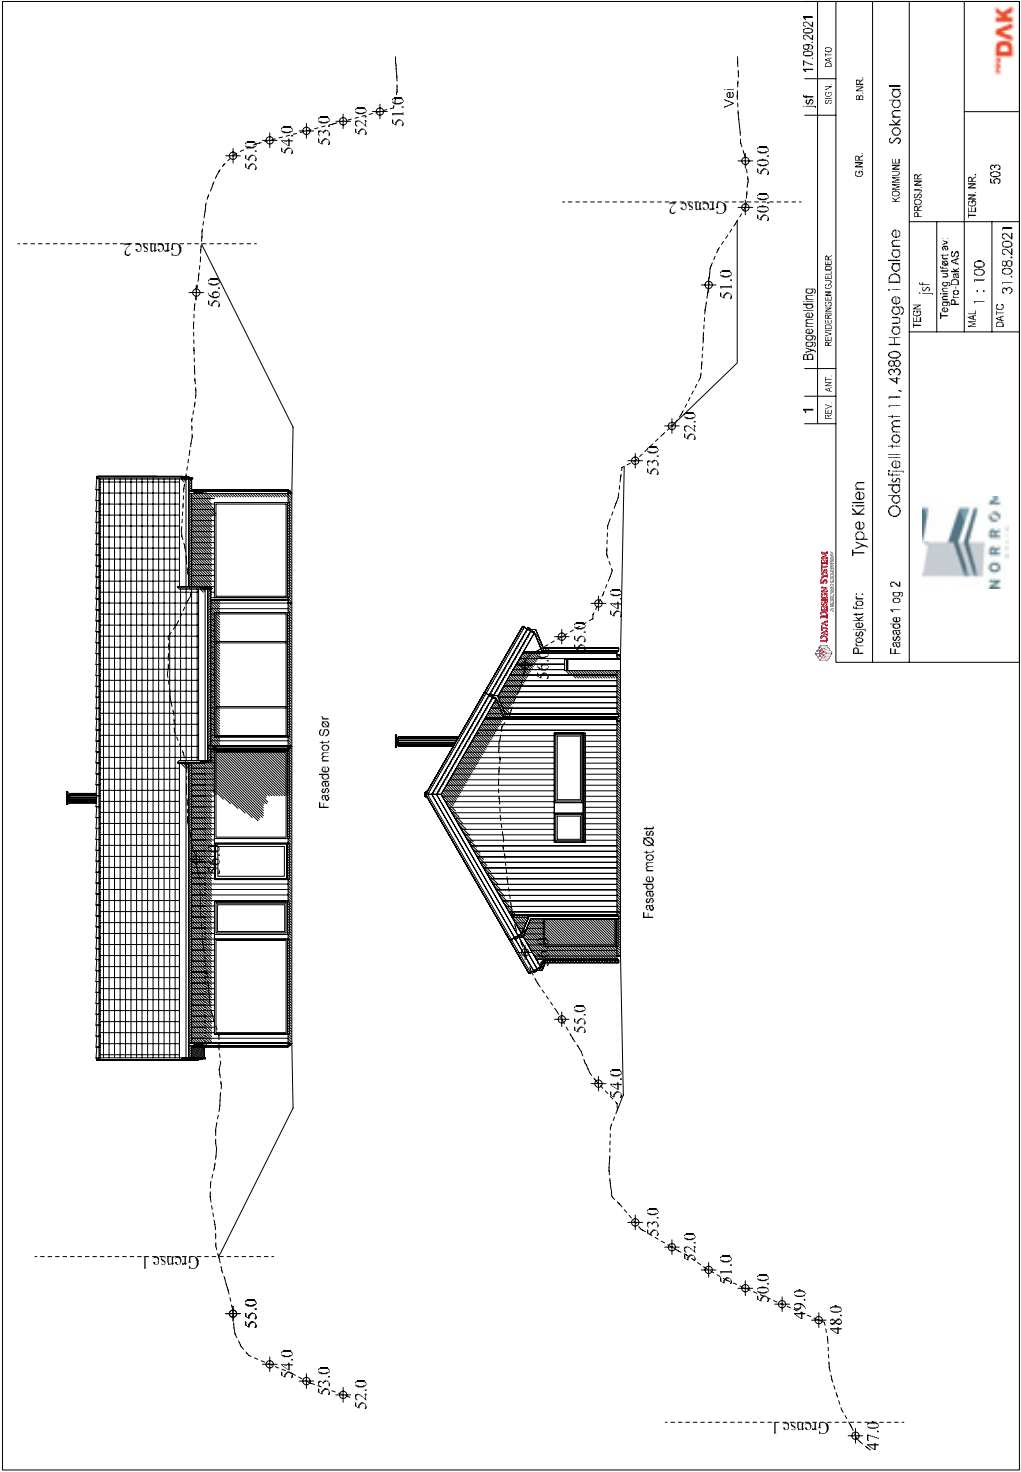 Grense 1
Grense 2
52.0
53.0
54.0
55.0
56.0
56.0
55.0
54.0
53.0
52.0
51.0
Fasade mot Sør
Grense 1
Grense 2
47.0
48.0
49.0
50.0
51.0
52.0
53.0
54.0
55.0
56.0
55.0
54.0
53.0
52.0
51.0
50.0
50.0
Vei
Fasade mot Øst
DATA DESIGN SYSTEM
1 Byggemelding jsf 17.09.2021
REV. ANT. REVIDERINGEN GJELDER SIGN. DATO
Prosjekt for: Type Kilen G.NR. B.NR.
Fasade 1 og 2 Oddsfjell tomt 11, 4380 Hauge i Dalane KOMMUNE Sokndal
NORRØN
TEGN jsf PROSJ.NR
Tegning utført av:
Pro-Dak AS
MAL 1 : 100 TEGN. NR. 503
DATO 31.08.2021
PRO DAK